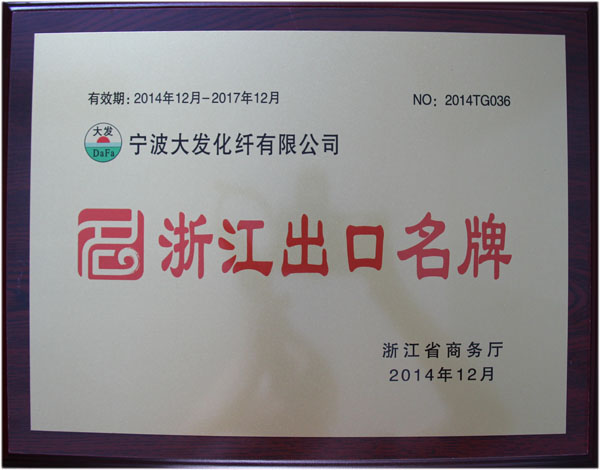 有效期: 2014年12月-2017年12月 NO: 2014TG036
大发 DaFa 宁波大发化纤有限公司
浙江出口名牌
浙江省商务厅
2014年12月